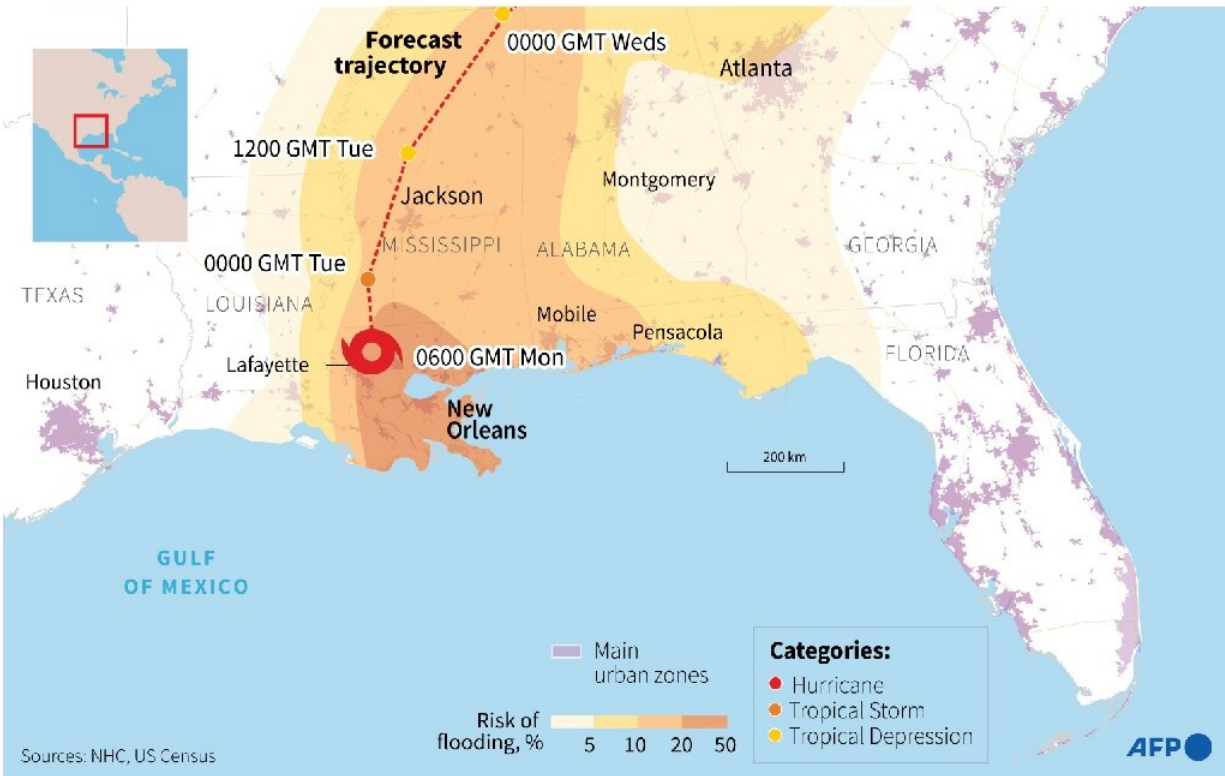 Forecast
trajectory
0000 GMT Weds
Atlanta
1200 GMT Tue
Jackson
Montgomery
MISSISSIPPI
ALABAMA
GEORGIA
0000 GMT Tue
TEXAS
LOUISIANA
Mobile
Pensacola
Lafayette
0600 GMT Mon
FLORIDA
Houston
New
Orleans
200 km
GULF
OF MEXICO
Main
urban zones
Risk of
flooding, %
5 10 20 50
Categories:
Hurricane
Tropical Storm
Tropical Depression
Sources: NHC, US Census
AFP